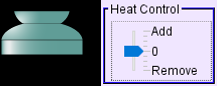 Heat Control
Add
0
Remove